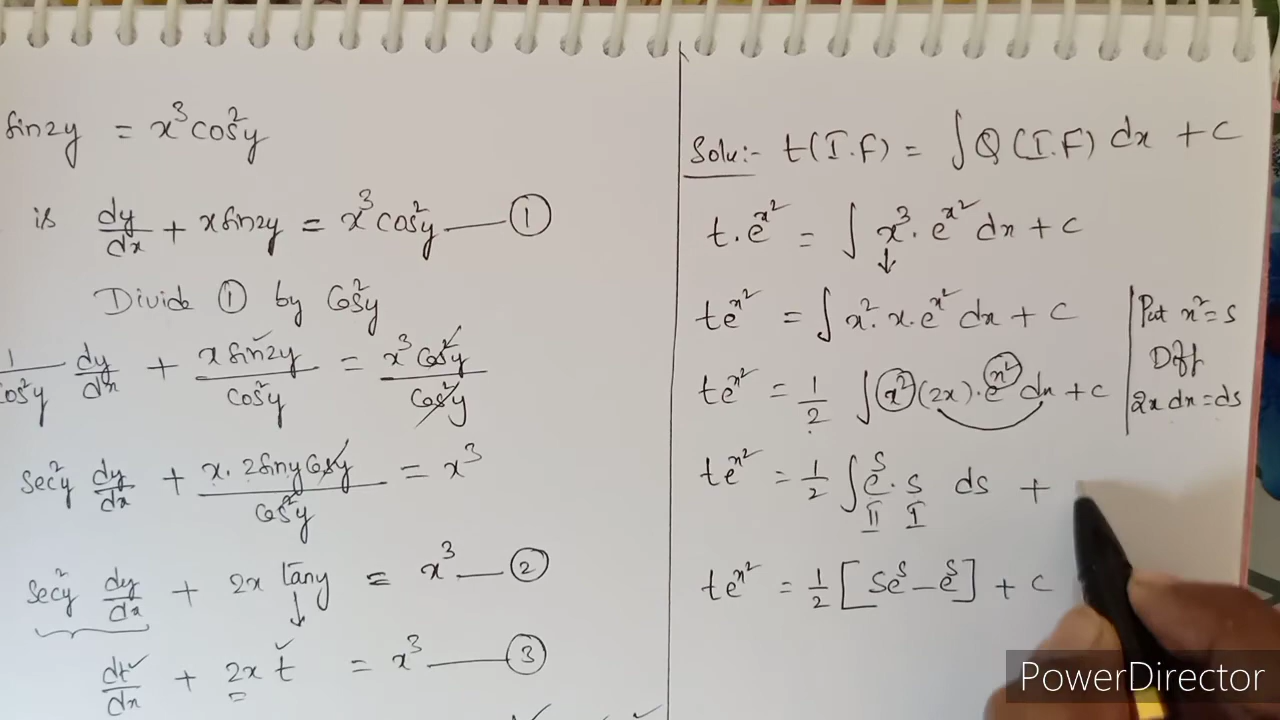 sin2y = x³cos²y
is dy/dx + x sin2y = x³cos²y —— ①
Divide ① by Cos²y
1/cos²y dy/dx + x sin2y/cos²y = x³cos²y/cos²y
sec²y dy/dx + x. 2 siny cosy/cos²y = x³
sec²y dy/dx + 2x tany = x³ —— ②
dt/dx + 2x t = x³ —— ③
Solu:- t(I.F) = ∫Q (I.F) dx + c
t. e^x² = ∫ x³. e^x² dx + c
te^x² = ∫ x². x. e^x² dx + c
te^x² = 1/2 ∫ x² (2x). e^x² dx + c
te^x² = 1/2 ∫ e^s. s ds +
II I
te^x² = 1/2 [se^s – e^s] + c
Put x² = s
Diff
2x dx = ds
PowerDirector